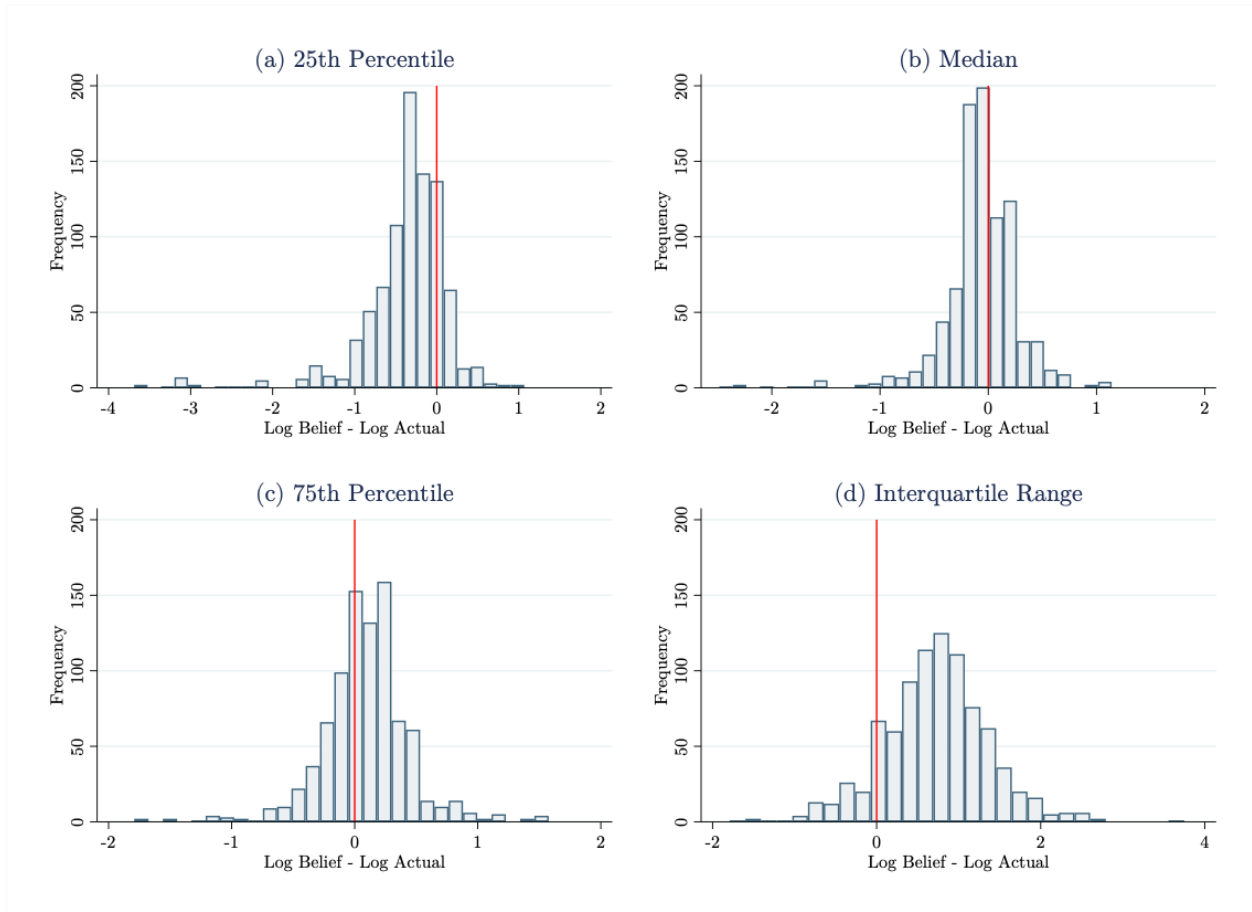 (a) 25th Percentile
200
150
100
50
0
Frequency
-4 -3 -2 -1 0 1 2
Log Belief - Log Actual
(b) Median
200
150
100
50
0
Frequency
-2 -1 0 1 2
Log Belief - Log Actual
(c) 75th Percentile
200
150
100
50
0
Frequency
-2 -1 0 1 2
Log Belief - Log Actual
(d) Interquartile Range
200
150
100
50
0
Frequency
-2 0 2 4
Log Belief - Log Actual